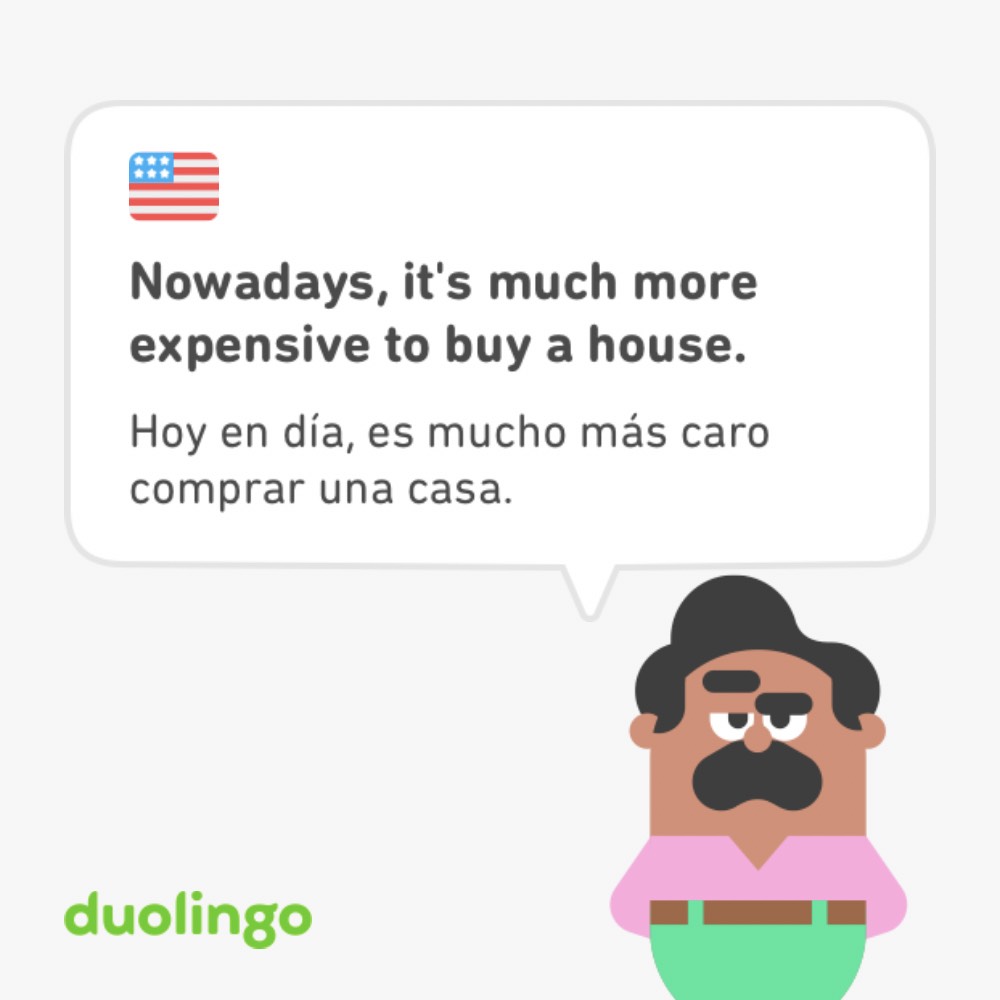 Nowadays, it's much more
expensive to buy a house.
Hoy en día, es mucho más caro
comprar una casa.
duolingo